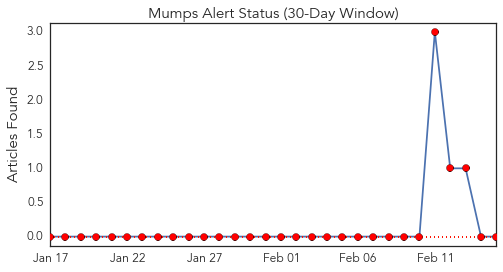 Mumps Alert Status (30-Day Window)
Articles Found
3.0
2.5
2.0
1.5
1.0
0.5
0.0
Jan 17 Jan 22 Jan 27 Feb 01 Feb 06 Feb 11